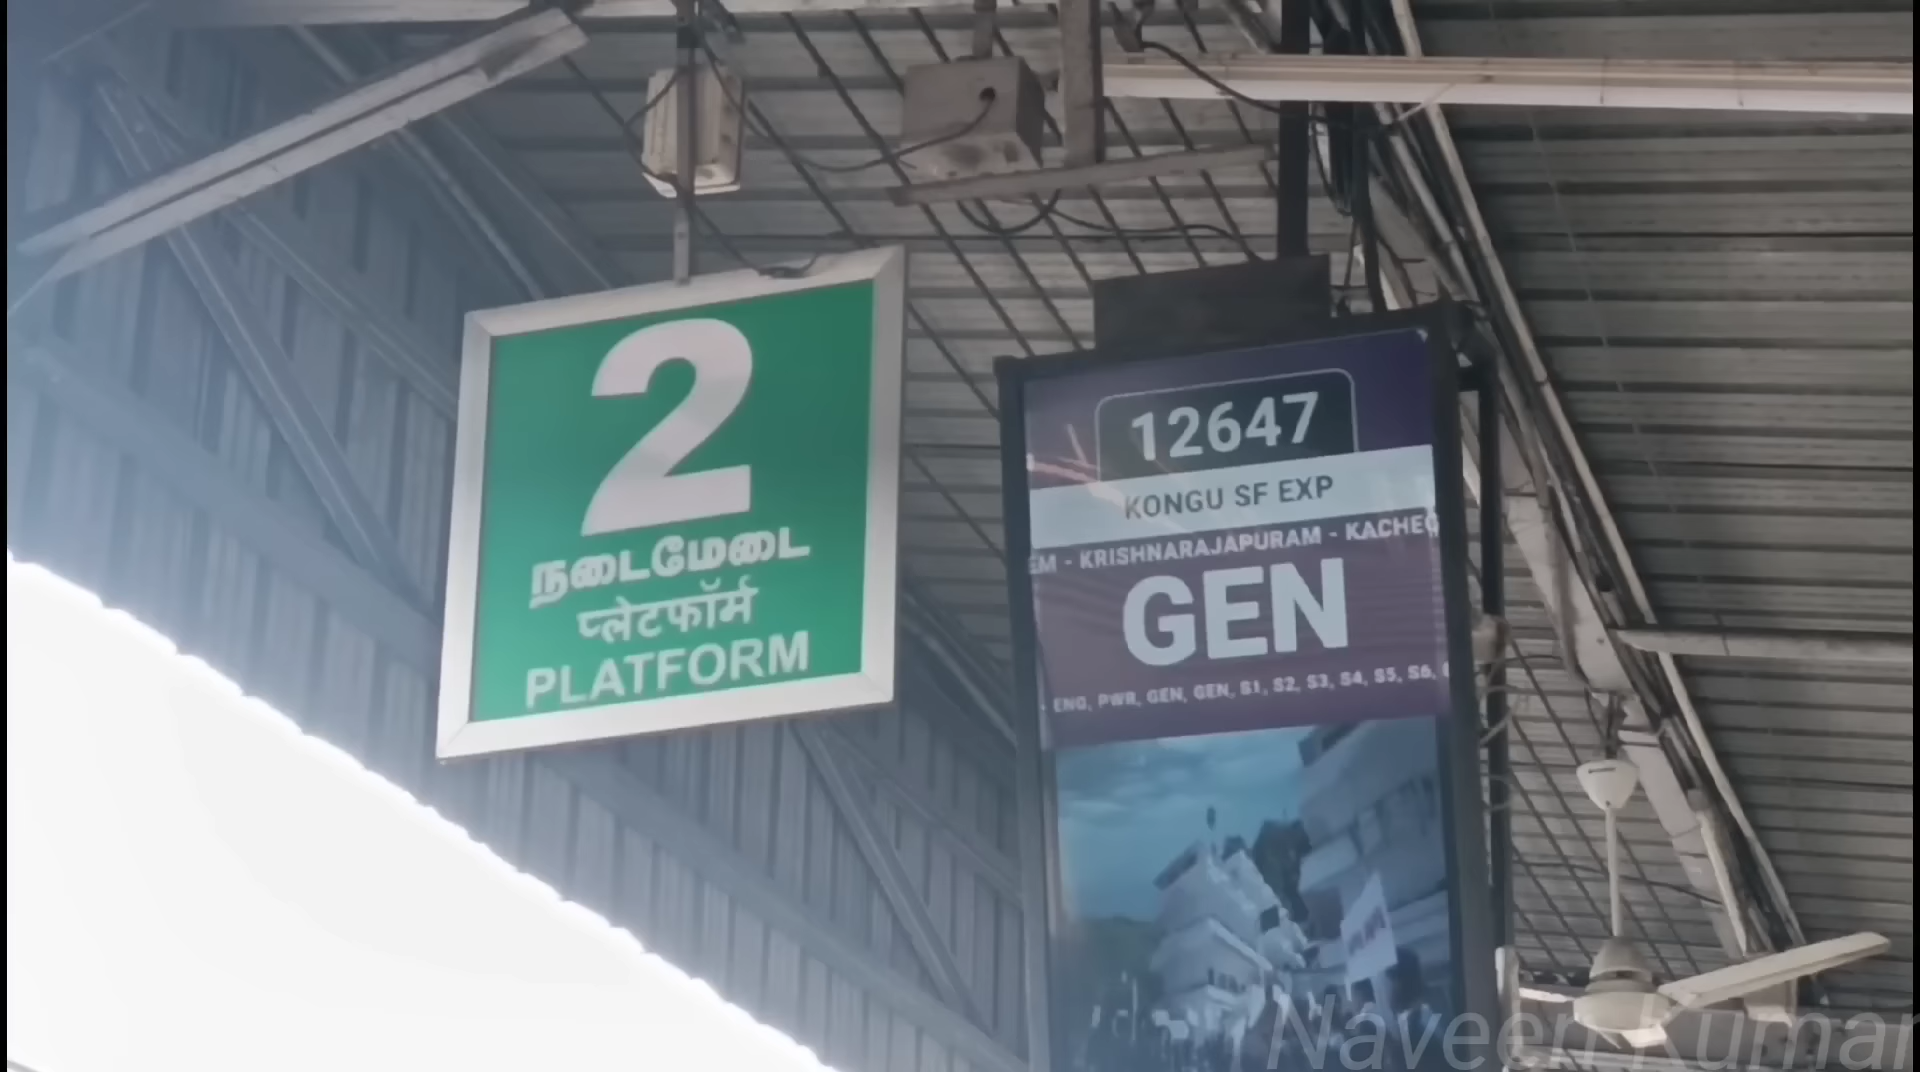 2
நடைமேடை
प्लेटफॉर्म
PLATFORM
12647
KONGU SF EXP
EM - KRISHNARAJAPURAM - KACHEG
GEN
ENG, PWR, GEN, GEN, S1, S2, S3, S4, S5, S6,
Naveen Kumar